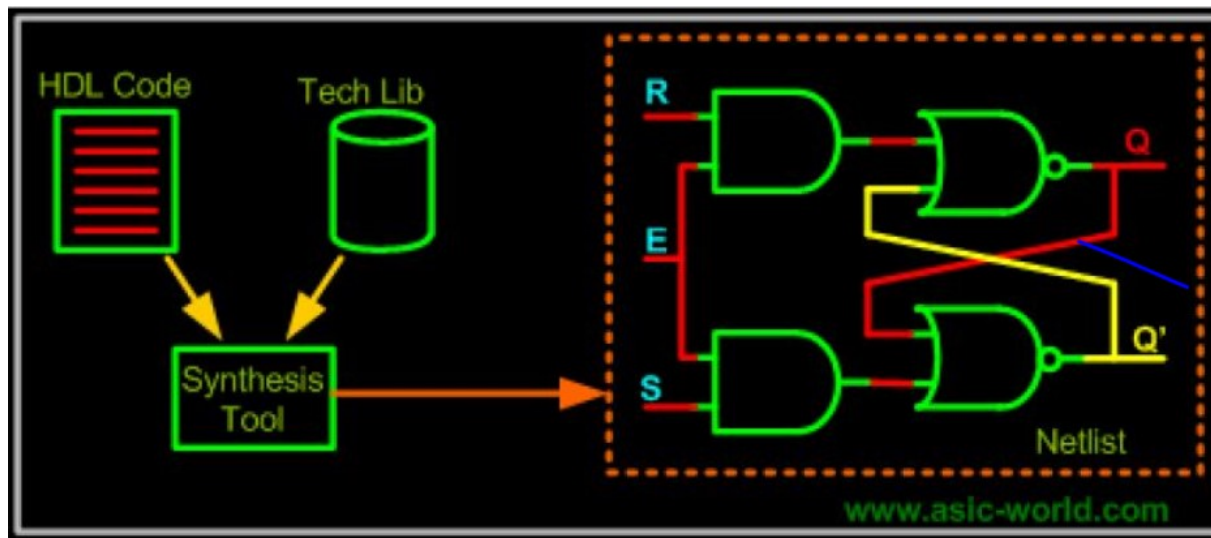 HDL Code
Tech Lib
Synthesis
Tool
R
E
S
Q
Q'
Netlist
www.asic-world.com